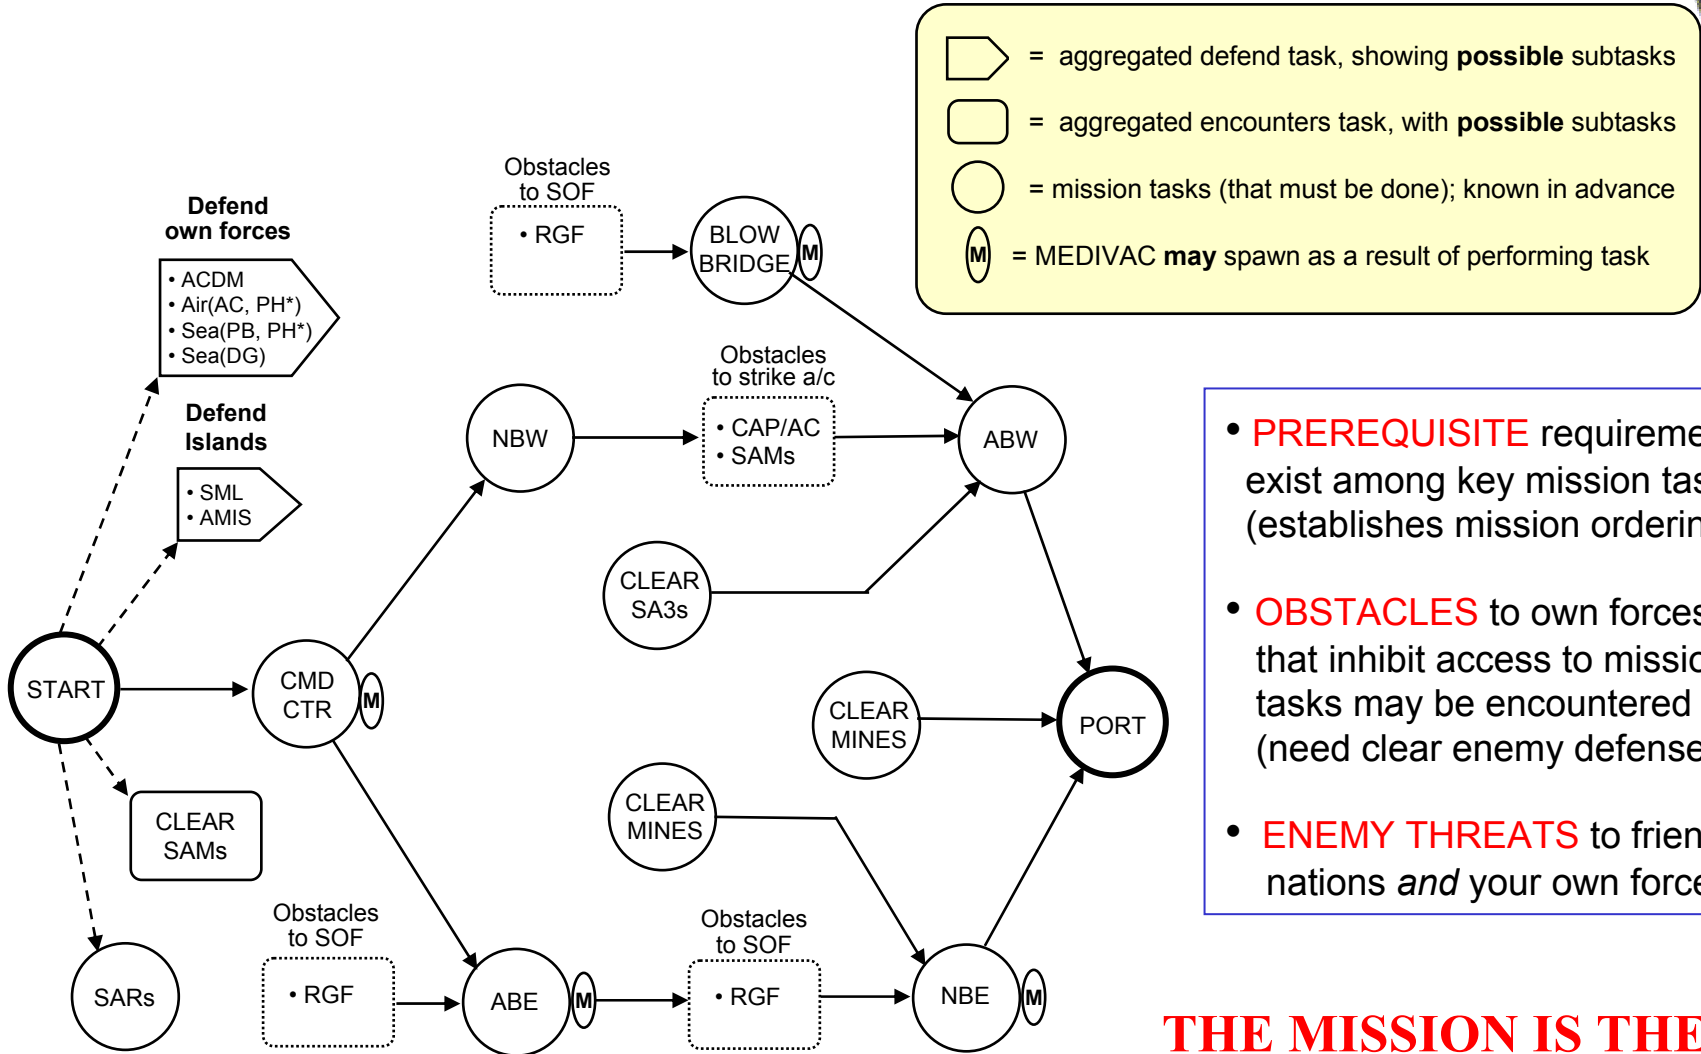 = aggregated defend task, showing possible subtasks
= aggregated encounters task, with possible subtasks
= mission tasks (that must be done); known in advance
M = MEDIVAC may spawn as a result of performing task
Defend
own forces
• ACDM
• Air(AC, PH*)
• Sea(PB, PH*)
• Sea(DG)
Defend
Islands
• SML
• AMIS
START
CLEAR
SAMs
SARs
CMD
CTR
M
Obstacles
to SOF
• RGF
BLOW
BRIDGE
M
NBW
Obstacles
to strike a/c
• CAP/AC
• SAMs
ABW
CLEAR
SA3s
CLEAR
MINES
PORT
CLEAR
MINES
Obstacles
to SOF
• RGF
ABE
M
Obstacles
to SOF
• RGF
NBE
M
• PREREQUISITE requireme
exist among key mission tas
(establishes mission orderin
• OBSTACLES to own forces
that inhibit access to missio
tasks may be encountered
(need clear enemy defense
• ENEMY THREATS to frien
nations and your own force
THE MISSION IS THE